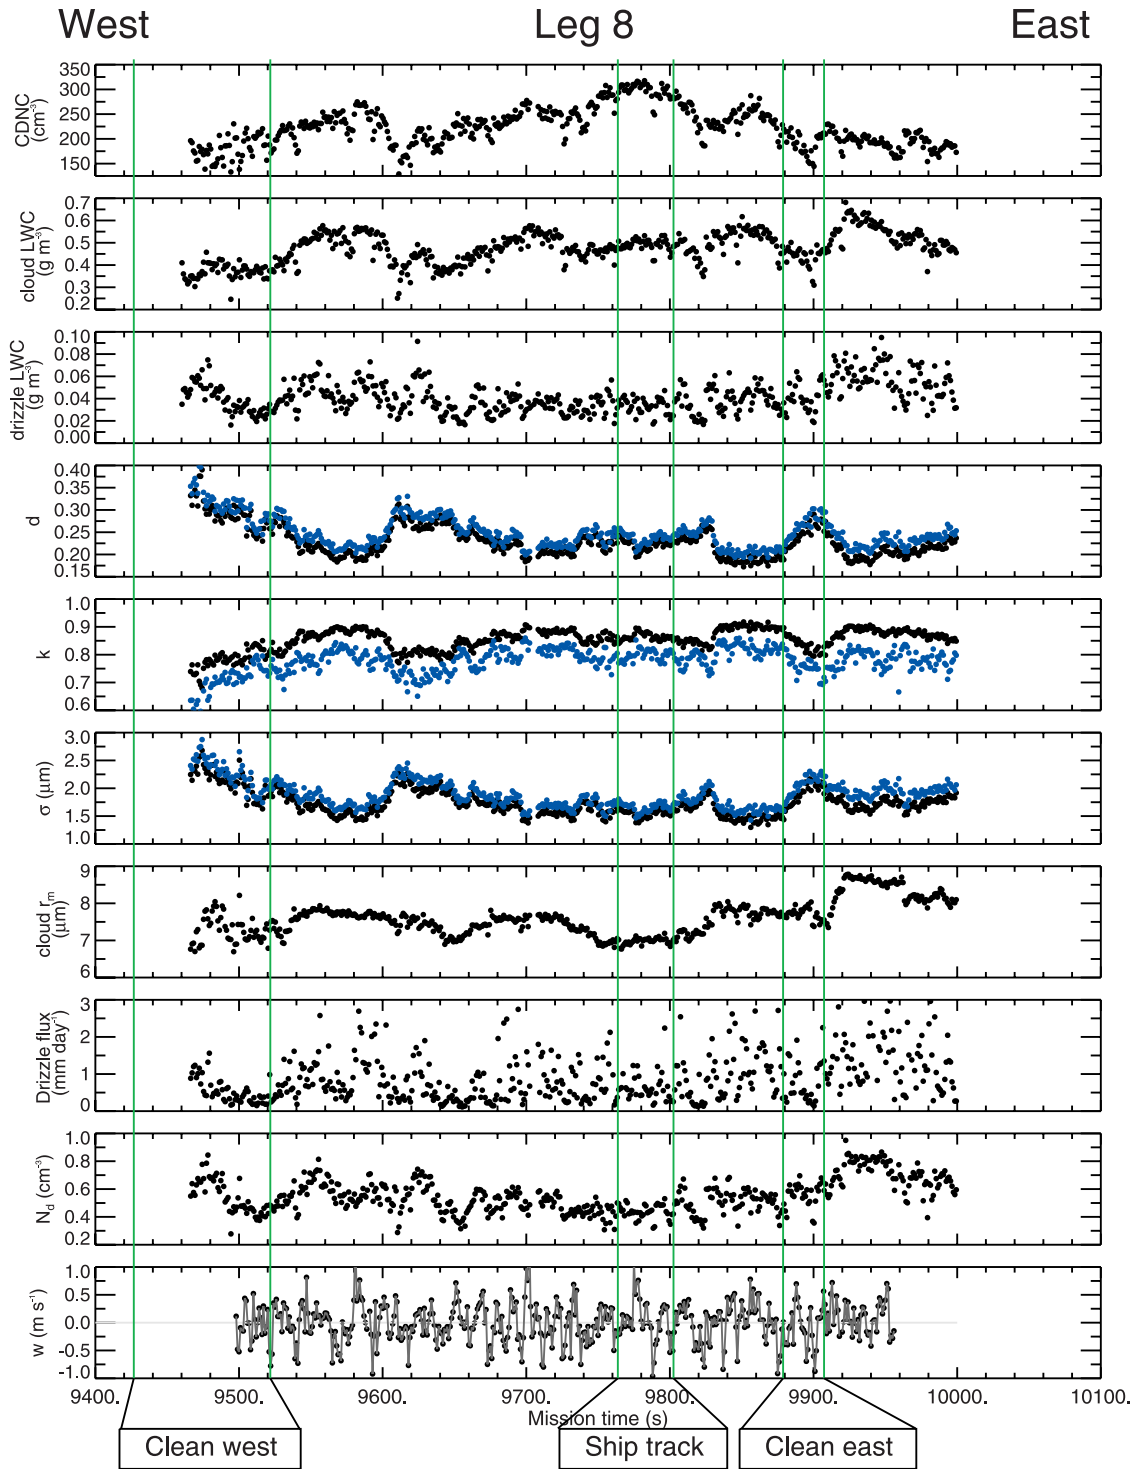 West Leg 8 East
CDNC
(cm⁻³)
350
300
250
200
150
cloud LWC
(g m⁻³)
0.7
0.6
0.5
0.4
0.3
0.2
drizzle LWC
(g m⁻³)
0.10
0.08
0.06
0.04
0.02
0.00
d
0.40
0.35
0.30
0.25
0.20
0.15
k
1.0
0.9
0.8
0.7
0.6
σ (μm)
3.0
2.5
2.0
1.5
1.0
cloud rₘ
(μm)
9
8
7
6
Drizzle flux
(mm day⁻¹)
3
2
1
0
N_d (cm⁻³)
1.0
0.8
0.6
0.4
0.2
w (m s⁻¹)
1.0
0.5
0.0
-0.5
-1.0
9400. 9500. 9600. 9700. 9800. 9900. 10000. 10100.
Mission time (s)
Clean west Ship track Clean east